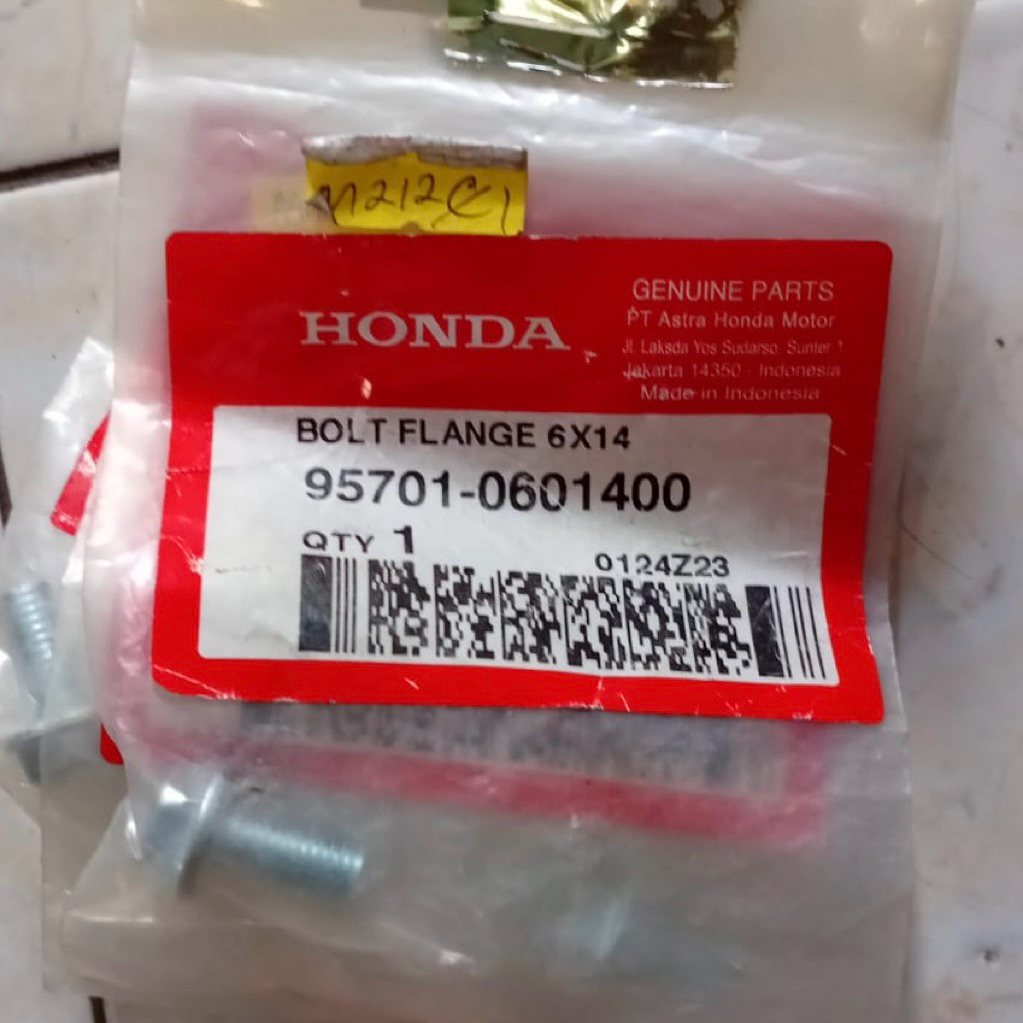 M212C1
HONDA
GENUINE PARTS
PT Astra Honda Motor
Jl. Laksda Yos Sudarso, Sunter 1
Jakarta 14350 - Indonesia
Made in Indonesia
BOLT FLANGE 6X14
95701-0601400
QTY 1
0124Z23